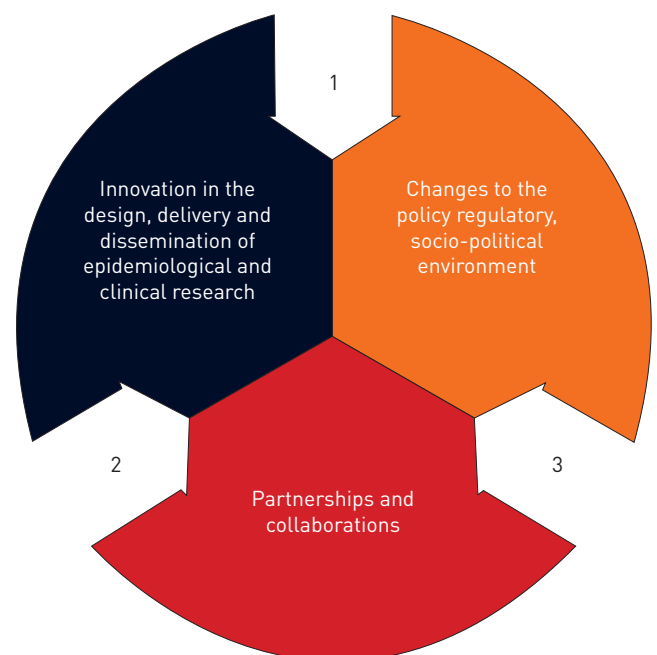 1
Innovation in the
design, delivery and
dissemination of
epidemiological and
clinical research
Changes to the
policy regulatory,
socio-political
environment
2
3
Partnerships and
collaborations